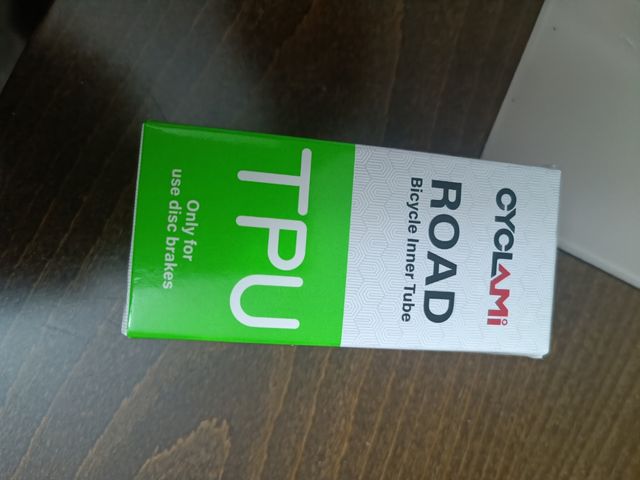 CYCLAMi
ROAD
Bicycle Inner Tube
TPU
Only for
use disc brakes